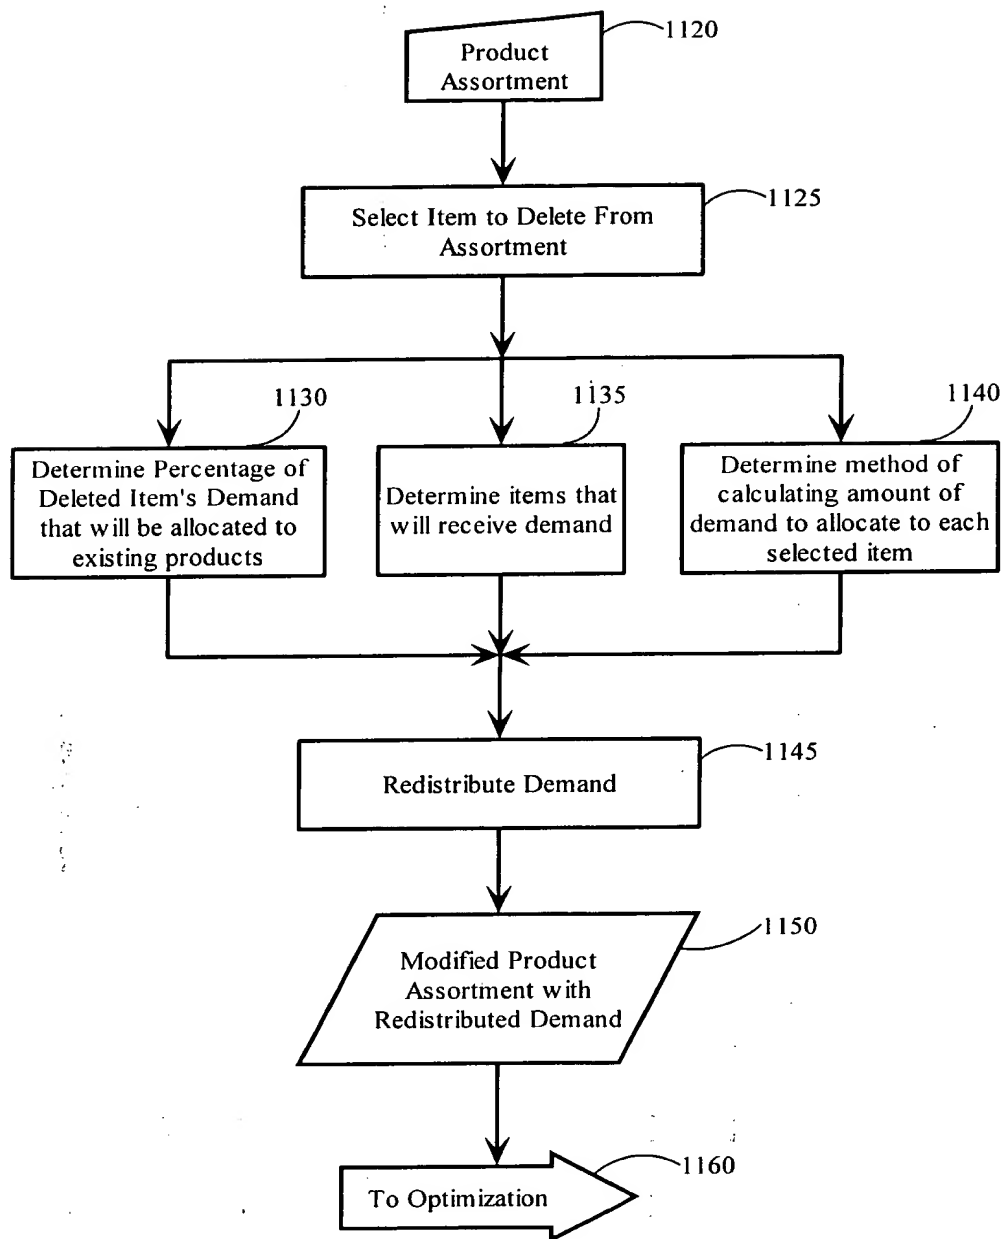 1120
Product
Assortment
1125
Select Item to Delete From
Assortment
1130
Determine Percentage of
Deleted Item's Demand
that will be allocated to
existing products
1135
Determine items that
will receive demand
1140
Determine method of
calculating amount of
demand to allocate to each
selected item
1145
Redistribute Demand
1150
Modified Product
Assortment with
Redistributed Demand
1160
To Optimization